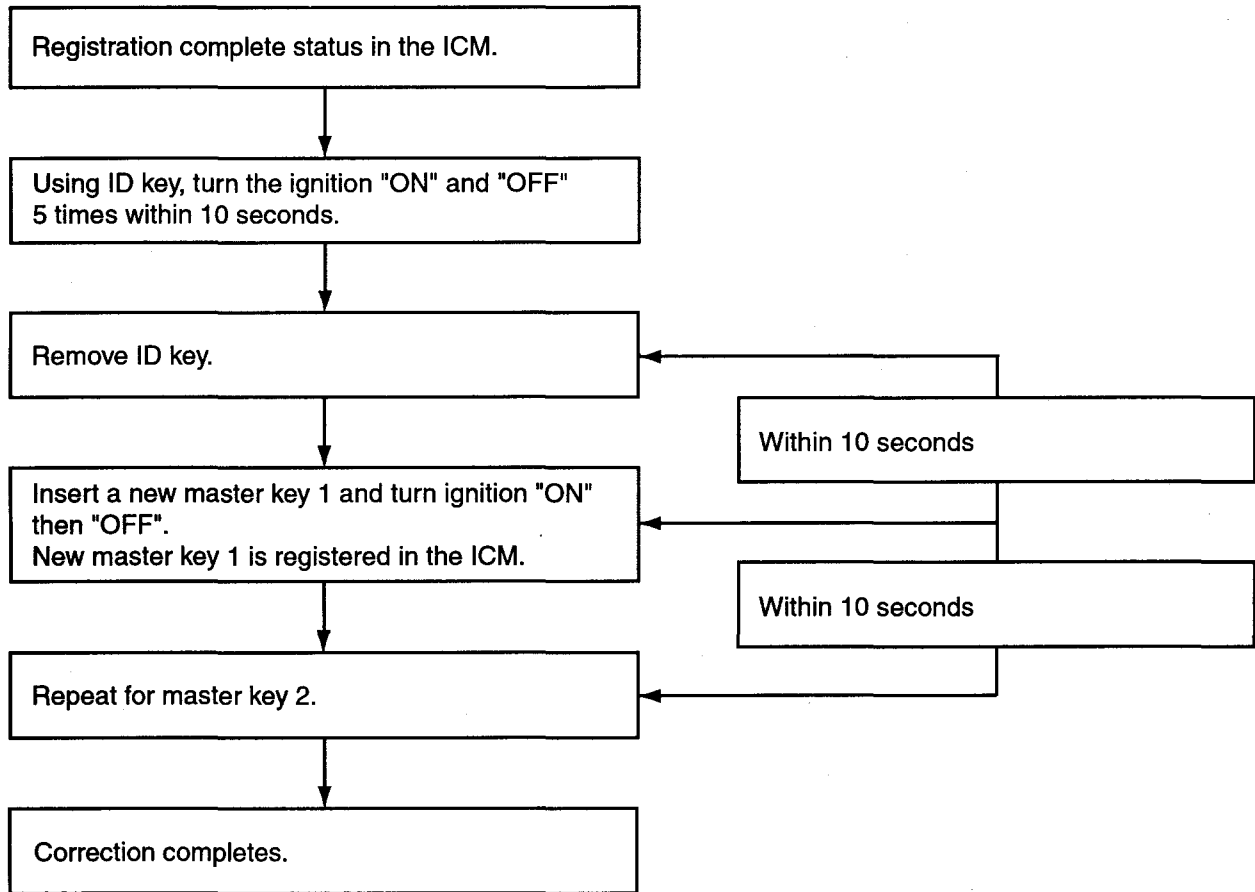 Registration complete status in the ICM.
Using ID key, turn the ignition "ON" and "OFF"
5 times within 10 seconds.
Remove ID key.
Within 10 seconds
Insert a new master key 1 and turn ignition "ON"
then "OFF".
New master key 1 is registered in the ICM.
Within 10 seconds
Repeat for master key 2.
Correction completes.